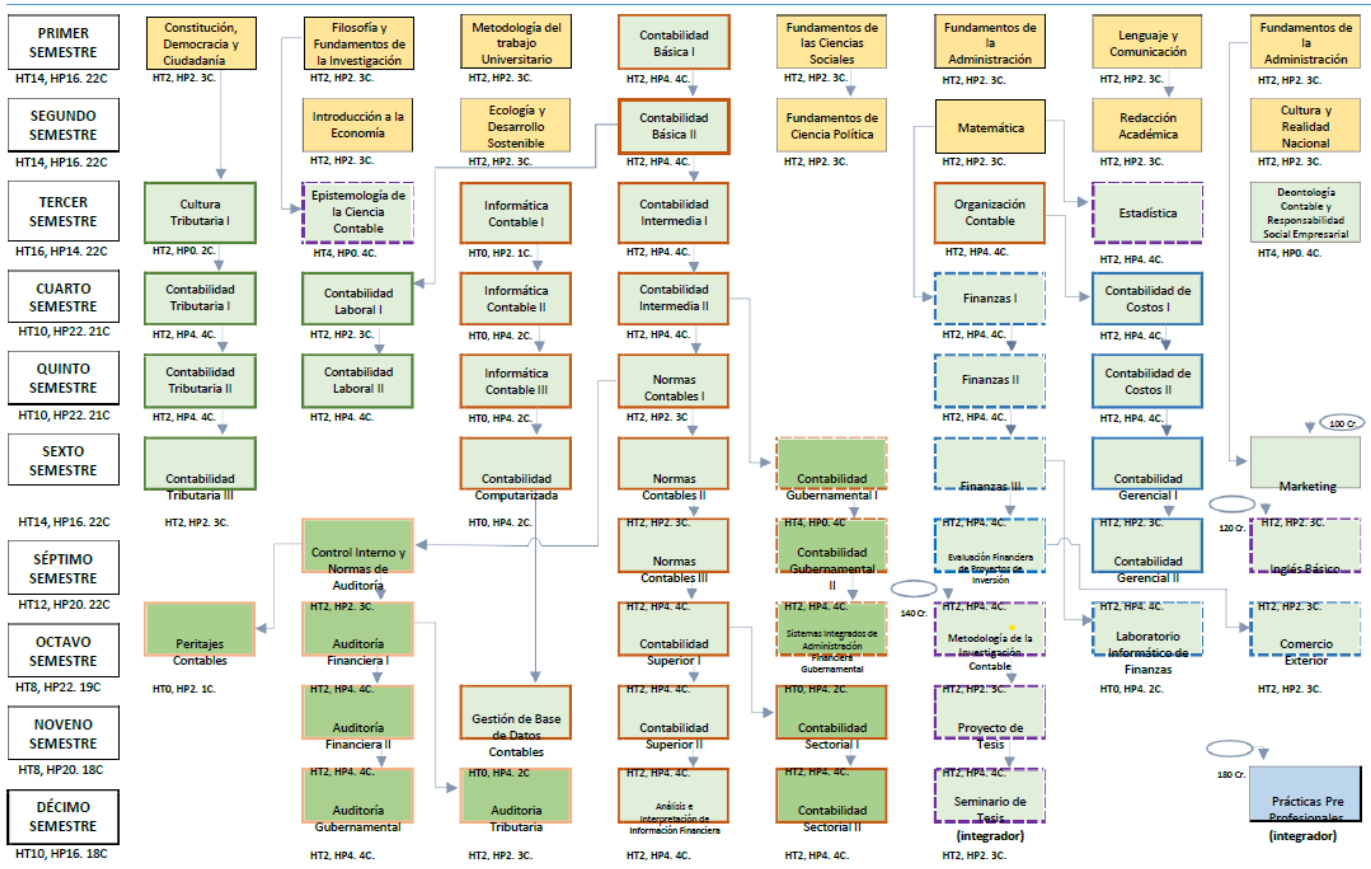 PRIMER
SEMESTRE
HT14, HP16. 22C
Constitución,
Democracia y
Ciudadanía
HT2, HP2. 3C.
Filosofía y
Fundamentos de
la Investigación
HT2, HP2. 3C.
Metodología del
trabajo
Universitario
HT2, HP2. 3C.
Contabilidad
Básica I
HT2, HP4. 4C.
Fundamentos de
las Ciencias
Sociales
HT2, HP2. 3C.
Fundamentos de
la
Administración
HT2, HP2. 3C.
Lenguaje y
Comunicación
HT2, HP2. 3C.
Fundamentos de
la
Administración
HT2, HP2. 3C.
SEGUNDO
SEMESTRE
HT14, HP16. 22C
Introducción a la
Economía
HT2, HP2. 3C.
Ecología y
Desarrollo
Sostenible
HT2, HP2. 3C.
Contabilidad
Básica II
HT2, HP4. 4C.
Fundamentos de
Ciencia Política
HT2, HP2. 3C.
Matemática
HT2, HP2. 3C.
Redacción
Académica
HT2, HP2. 3C.
Cultura y
Realidad
Nacional
HT2, HP2. 3C.
TERCER
SEMESTRE
HT16, HP14. 22C
Cultura
Tributaria I
HT2, HP0. 2C.
Epistemología de
la Ciencia
Contable
HT4, HP0. 4C.
Informática
Contable I
HT0, HP2. 1C.
Contabilidad
Intermedia I
HT2, HP4. 4C.
Organización
Contable
HT2, HP4. 4C.
Estadística
HT2, HP4. 4C.
Deontología
Contable y
Responsabilidad
Social Empresarial
HT4, HP0. 4C.
CUARTO
SEMESTRE
HT10, HP22. 21C
Contabilidad
Tributaria I
HT2, HP4. 4C.
Contabilidad
Laboral I
HT2, HP2. 3C.
Informática
Contable II
HT0, HP4. 2C.
Contabilidad
Intermedia II
HT2, HP4. 4C.
Finanzas I
HT2, HP4. 4C.
Contabilidad de
Costos I
HT2, HP4. 4C.
QUINTO
SEMESTRE
HT10, HP22. 21C
Contabilidad
Tributaria II
HT2, HP4. 4C.
Contabilidad
Laboral II
HT2, HP4. 4C.
Informática
Contable III
HT0, HP4. 2C.
Normas
Contables I
HT2, HP2. 3C
Finanzas II
HT2, HP4. 4C.
Contabilidad de
Costos II
HT2, HP4. 4C.
100 Cr.
SEXTO
SEMESTRE
HT14, HP16. 22C
Contabilidad
Tributaria III
HT2, HP2. 3C.
Contabilidad
Computarizada
HT0, HP4. 2C.
Normas
Contables II
HT2, HP2. 3C.
Contabilidad
Gubernamental I
HT4, HP0. 4C
Finanzas III
HT2, HP4. 4C.
Contabilidad
Gerencial I
HT2, HP2. 3C.
Marketing
HT2, HP2. 3C.
120 Cr.
SÉPTIMO
SEMESTRE
HT12, HP20. 22C
Control Interno y
Normas de
Auditoría
HT2, HP2. 3C.
Normas
Contables III
HT2, HP4. 4C.
Contabilidad
Gubernamental
II
HT2, HP4. 4C.
Evaluación Financiera
de Proyectos de
Inversión
HT2, HP4. 4C.
Contabilidad
Gerencial II
HT2, HP4. 4C.
Inglés Básico
HT2, HP2. 3C.
140 Cr.
OCTAVO
SEMESTRE
HT8, HP22. 19C
Peritajes
Contables
HT0, HP2. 1C.
Auditoría
Financiera I
HT2, HP4. 4C.
Contabilidad
Superior I
HT2, HP4. 4C.
Sistemas Integrados de
Administración
Financiera
Gubernamental
HT0, HP4. 2C.
Metodología de la
Investigación
Contable
HT2, HP2. 3C.
Laboratorio
Informático de
Finanzas
HT0, HP4. 2C.
Comercio
Exterior
HT2, HP2. 3C.
NOVENO
SEMESTRE
HT8, HP20. 18C
Auditoría
Financiera II
HT2, HP4. 4C.
Gestión de Base
de Datos
Contables
HT0, HP4. 2C
Contabilidad
Superior II
HT2, HP4. 4C.
Contabilidad
Sectorial I
HT2, HP4. 4C.
Proyecto de
Tesis
HT2, HP4. 4C.
180 Cr.
DÉCIMO
SEMESTRE
HT10, HP16. 18C
Auditoría
Gubernamental
HT2, HP4. 4C.
Auditoria
Tributaria
HT2, HP2. 3C.
Análisis e
Interpretación de
Información Financiera
HT2, HP4. 4C.
Contabilidad
Sectorial II
HT2, HP4. 4C.
Seminario de
Tesis
(integrador)
HT2, HP2. 3C.
Prácticas Pre
Profesionales
(integrador)